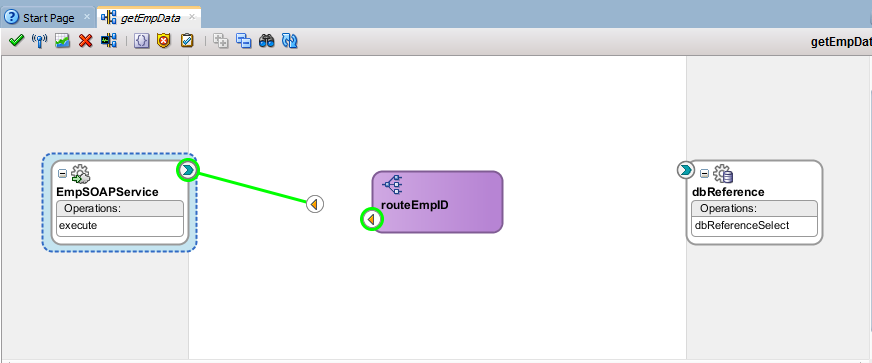 Start Page
getEmpData
getEmpDat
EmpSOAPService
Operations:
execute
routeEmpID
dbReference
Operations:
dbReferenceSelect